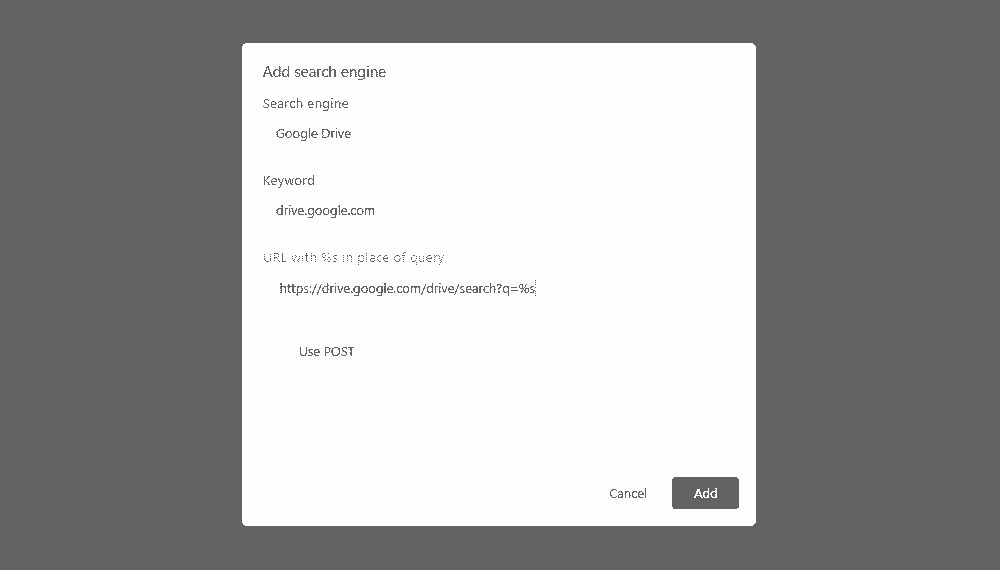 Add search engine
Search engine
Google Drive
Keyword
drive.google.com
URL with %s in place of query
https://drive.google.com/drive/search?q=%s
Use POST
Cancel
Add